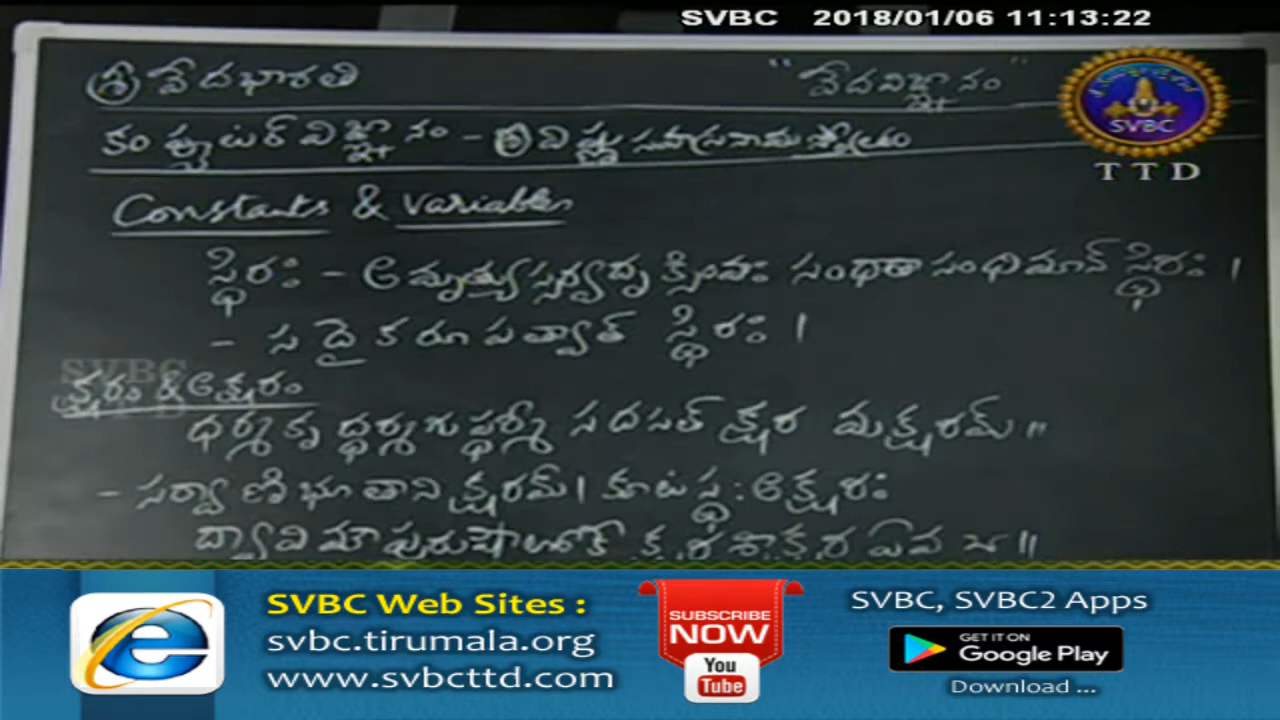 SVBC 2018/01/06 11:13:22
శ్రీ వేదభారతి "వేదవిజ్ఞానం"
SVBC
TTD
కంప్యుటర్ విజ్ఞానం - శ్రీ విష్ణు సహస్రనామ స్తోత్రం
Constants & variables
స్థిరః - అమృత్యుస్సర్వదృక్సింహః సంధాతా సంధిమాన్ స్థిరః ।
- సదైకరూపత్వాత్ స్థిరః ।
SVBC
క్షరం & అక్షరం
ధర్మకృద్ధర్మగుప్ధర్మీ సదసత్ క్షర మక్షరమ్ ॥
- సర్వాణి భూతాని క్షరమ్ । కూటస్థ : అక్షరః
ద్వావిమౌ పురుషౌ లోకే క్షరశ్చాక్షర ఏవ చ ॥
SVBC Web Sites :
svbc.tirumala.org
www.svbcttd.com
SUBSCRIBE
NOW
You
Tube
SVBC, SVBC2 Apps
GET IT ON
Google Play
Download ...